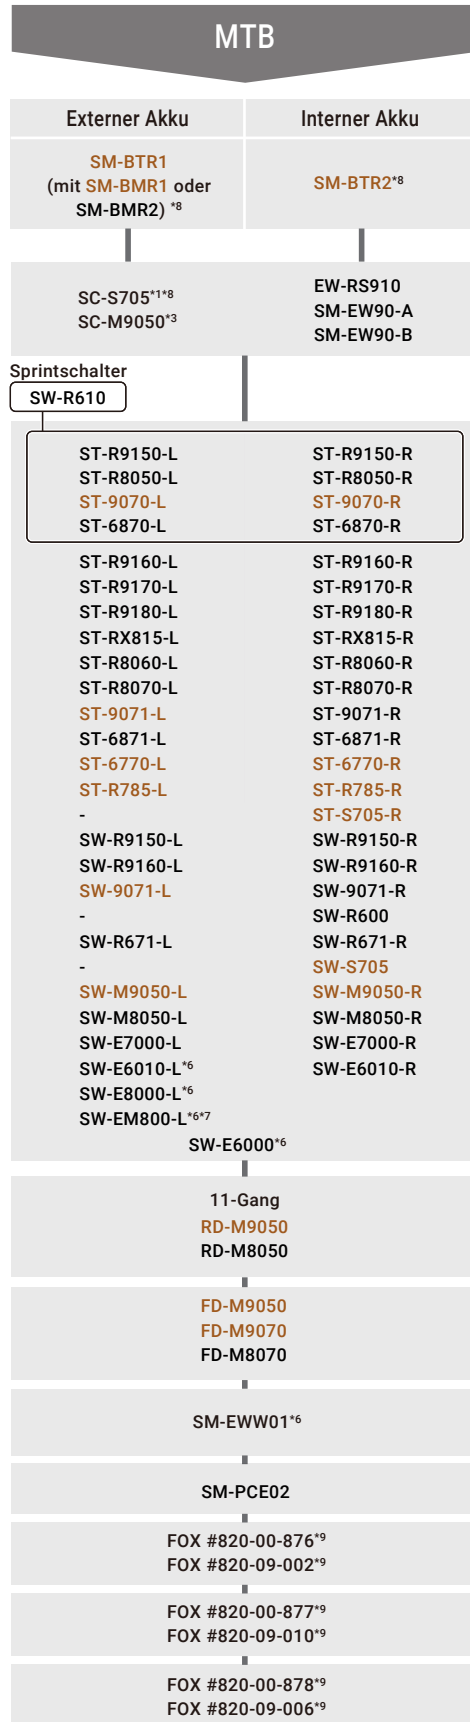 MTB
Externer Akku Interner Akku
SM-BTR1
(mit SM-BMR1 oder
SM-BMR2) *8
SM-BTR2*8
SC-S705*1*8
SC-M9050*3
EW-RS910
SM-EW90-A
SM-EW90-B
Sprintschalter
SW-R610
ST-R9150-L ST-R9150-R
ST-R8050-L ST-R8050-R
ST-9070-L ST-9070-R
ST-6870-L ST-6870-R
ST-R9160-L ST-R9160-R
ST-R9170-L ST-R9170-R
ST-R9180-L ST-R9180-R
ST-RX815-L ST-RX815-R
ST-R8060-L ST-R8060-R
ST-R8070-L ST-R8070-R
ST-9071-L ST-9071-R
ST-6871-L ST-6871-R
ST-6770-L ST-6770-R
ST-R785-L ST-R785-R
- ST-S705-R
SW-R9150-L SW-R9150-R
SW-R9160-L SW-R9160-R
SW-9071-L SW-9071-R
- SW-R600
SW-R671-L SW-R671-R
- SW-S705
SW-M9050-L SW-M9050-R
SW-M8050-L SW-M8050-R
SW-E7000-L SW-E7000-R
SW-E6010-L*6 SW-E6010-R
SW-E8000-L*6
SW-EM800-L*6*7
SW-E6000*6
11-Gang
RD-M9050
RD-M8050
FD-M9050
FD-M9070
FD-M8070
SM-EWW01*6
SM-PCE02
FOX #820-00-876*9
FOX #820-09-002*9
FOX #820-00-877*9
FOX #820-09-010*9
FOX #820-00-878*9
FOX #820-09-006*9